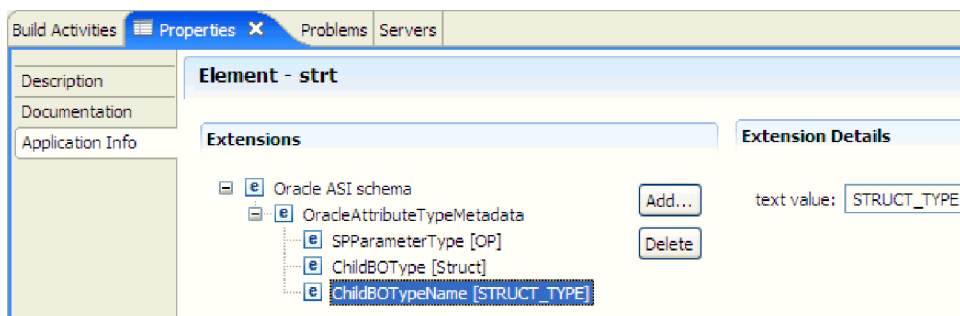 Build Activities Properties Problems Servers
Element - strt
Description
Documentation
Application Info
Extensions
Extension Details
Oracle ASI schema
OracleAttributeTypeMetadata
SPParameterType [OP]
ChildBOType [Struct]
ChildBOTypeName [STRUCT_TYPE]
Add...
Delete
text value: STRUCT_TYPE